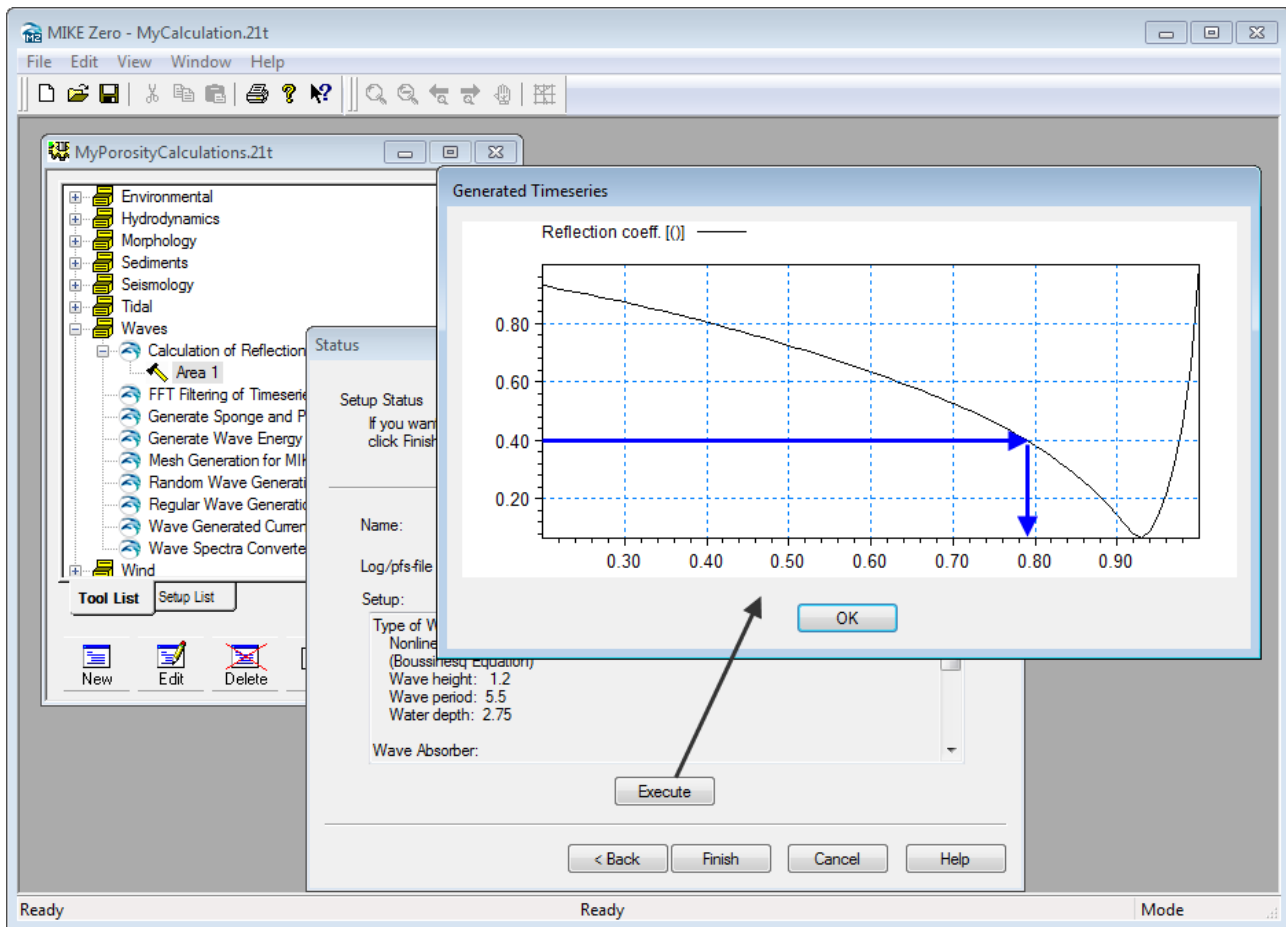 MIKE Zero - MyCalculation.21t
File Edit View Window Help
MyPorosityCalculations.21t
Environmental
Hydrodynamics
Morphology
Sediments
Seismology
Tidal
Waves
Calculation of Reflection
Area 1
FFT Filtering of Timeserie
Generate Sponge and P
Generate Wave Energy
Mesh Generation for MIK
Random Wave Generati
Regular Wave Generatio
Wave Generated Curren
Wave Spectra Converte
Wind
Tool List Setup List
New Edit Delete
Status
Setup Status
If you want
click Finish
Name:
Log/pfs-file
Setup:
Type of W
Nonline
(Boussinesq Equation)
Wave height: 1.2
Wave period: 5.5
Water depth: 2.75
Wave Absorber:
Execute
< Back Finish Cancel Help
Generated Timeseries
Reflection coeff. [()]
0.80
0.60
0.40
0.20
0.30 0.40 0.50 0.60 0.70 0.80 0.90
OK
Ready Ready Mode